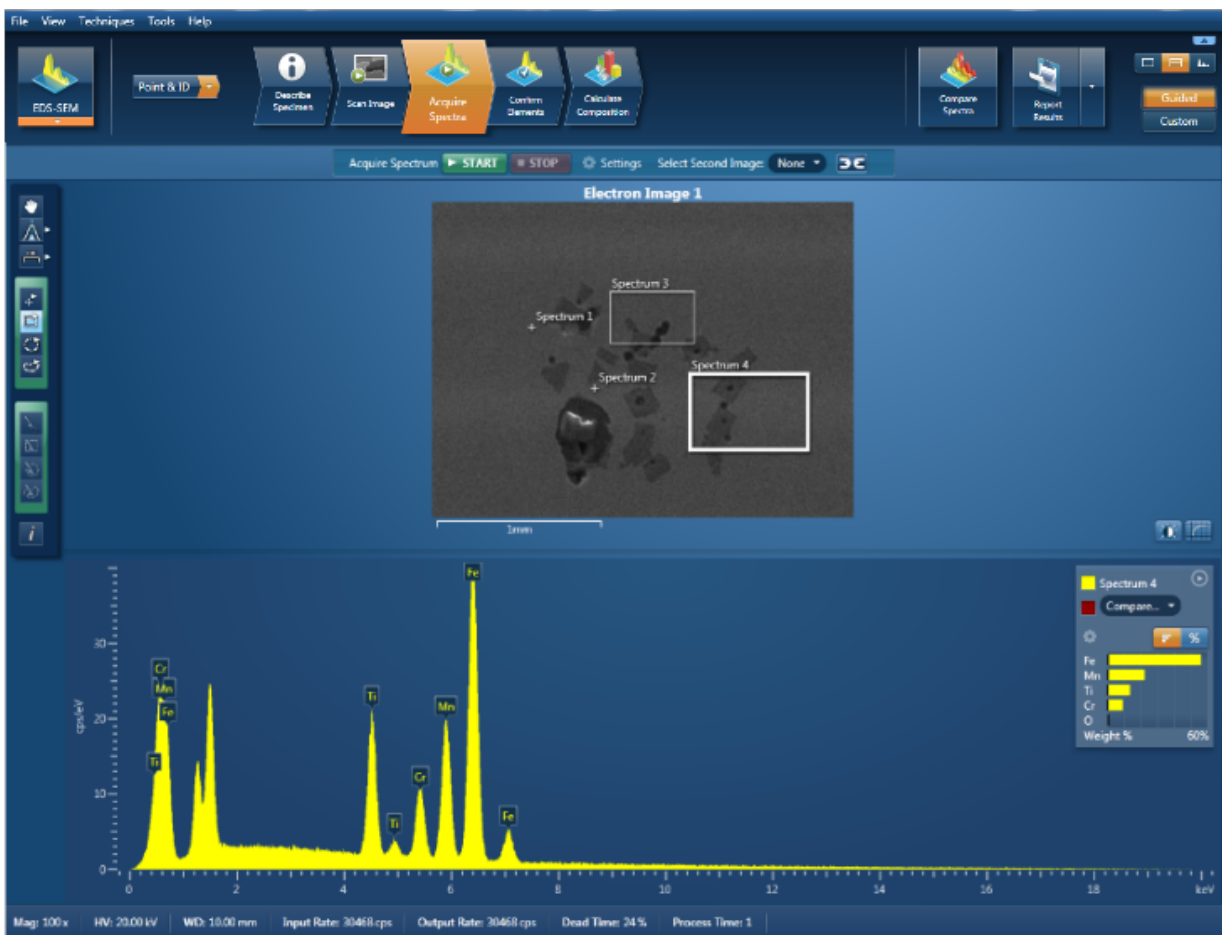 File View Techniques Tools Help
EDS-SEM
Point & ID
Describe
Specimen
Scan Image
Acquire
Spectra
Confirm
Elements
Calculate
Composition
Compare
Spectra
Report
Results
Guided
Custom
Acquire Spectrum START STOP Settings Select Second Image: None
Electron Image 1
Spectrum 3
Spectrum 1
Spectrum 4
Spectrum 2
1mm
i
Fe
Cr
Mn
Fe
Ti
Ti
Mn
Cr
Ti
Fe
cps/eV
30
20
10
0
0 2 4 6 8 10 12 14 16 18 keV
Spectrum 4
Compare...
%
Fe
Mn
Ti
Cr
O
Weight % 60%
Mag: 100 x HV: 20.00 kV WD: 10.00 mm Input Rate: 30468 cps Output Rate: 30468 cps Dead Time: 24 % Process Time: 1